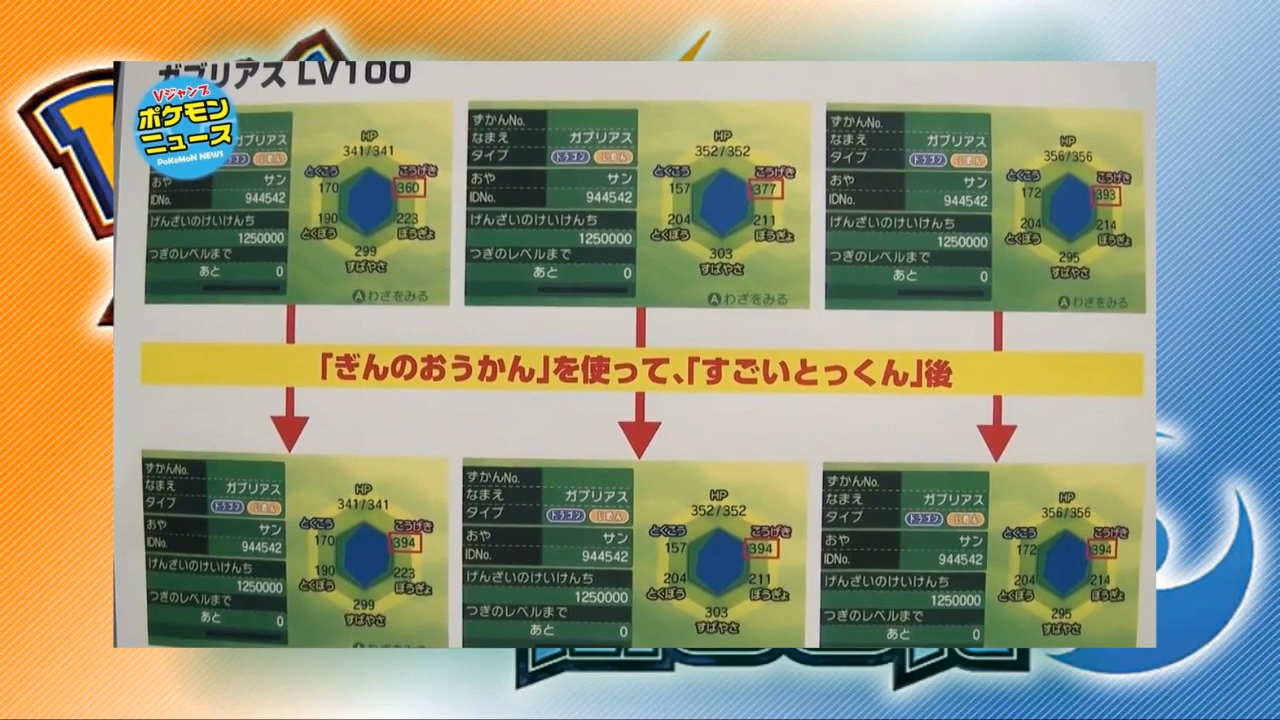 ガブリアス LV100
Vジャンプ
ポケモン
ニュース
PoKéMoN NEWS
ガブリアス
ドラゴン じめん
おや サン
IDNo. 944542
げんざいのけいけんち
1250000
つぎのレベルまで
あと 0
HP
341/341
とくこう こうげき
170 360
190 223
とくぼう ぼうぎょ
299
すばやさ
Aわざをみる
ずかんNo.
なまえ ガブリアス
タイプ ドラゴン じめん
おや サン
IDNo. 944542
げんざいのけいけんち
1250000
つぎのレベルまで
あと 0
HP
352/352
とくこう こうげき
157 377
204 211
とくぼう ぼうぎょ
303
すばやさ
Aわざをみる
ずかんNo.
なまえ ガブリアス
タイプ ドラゴン じめん
おや サン
IDNo. 944542
げんざいのけいけんち
1250000
つぎのレベルまで
あと 0
HP
356/356
とくこう こうげき
172 393
204 214
とくぼう ぼうぎょ
295
すばやさ
Aわざをみる
「ぎんのおうかん」を使って、「すごいとっくん」後
ずかんNo.
なまえ ガブリアス
タイプ ドラゴン じめん
おや サン
IDNo. 944542
げんざいのけいけんち
1250000
つぎのレベルまで
あと 0
HP
341/341
とくこう こうげき
170 394
190 223
とくぼう ぼうぎょ
299
すばやさ
Aわざをみる
ずかんNo.
なまえ ガブリアス
タイプ ドラゴン じめん
おや サン
IDNo. 944542
げんざいのけいけんち
1250000
つぎのレベルまで
あと 0
HP
352/352
とくこう こうげき
157 394
204 211
とくぼう ぼうぎょ
303
すばやさ
ずかんNo.
なまえ ガブリアス
タイプ ドラゴン じめん
おや サン
IDNo. 944542
げんざいのけいけんち
1250000
つぎのレベルまで
あと 0
HP
356/356
とくこう こうげき
172 394
204 214
とくぼう ぼうぎょ
295
すばやさ